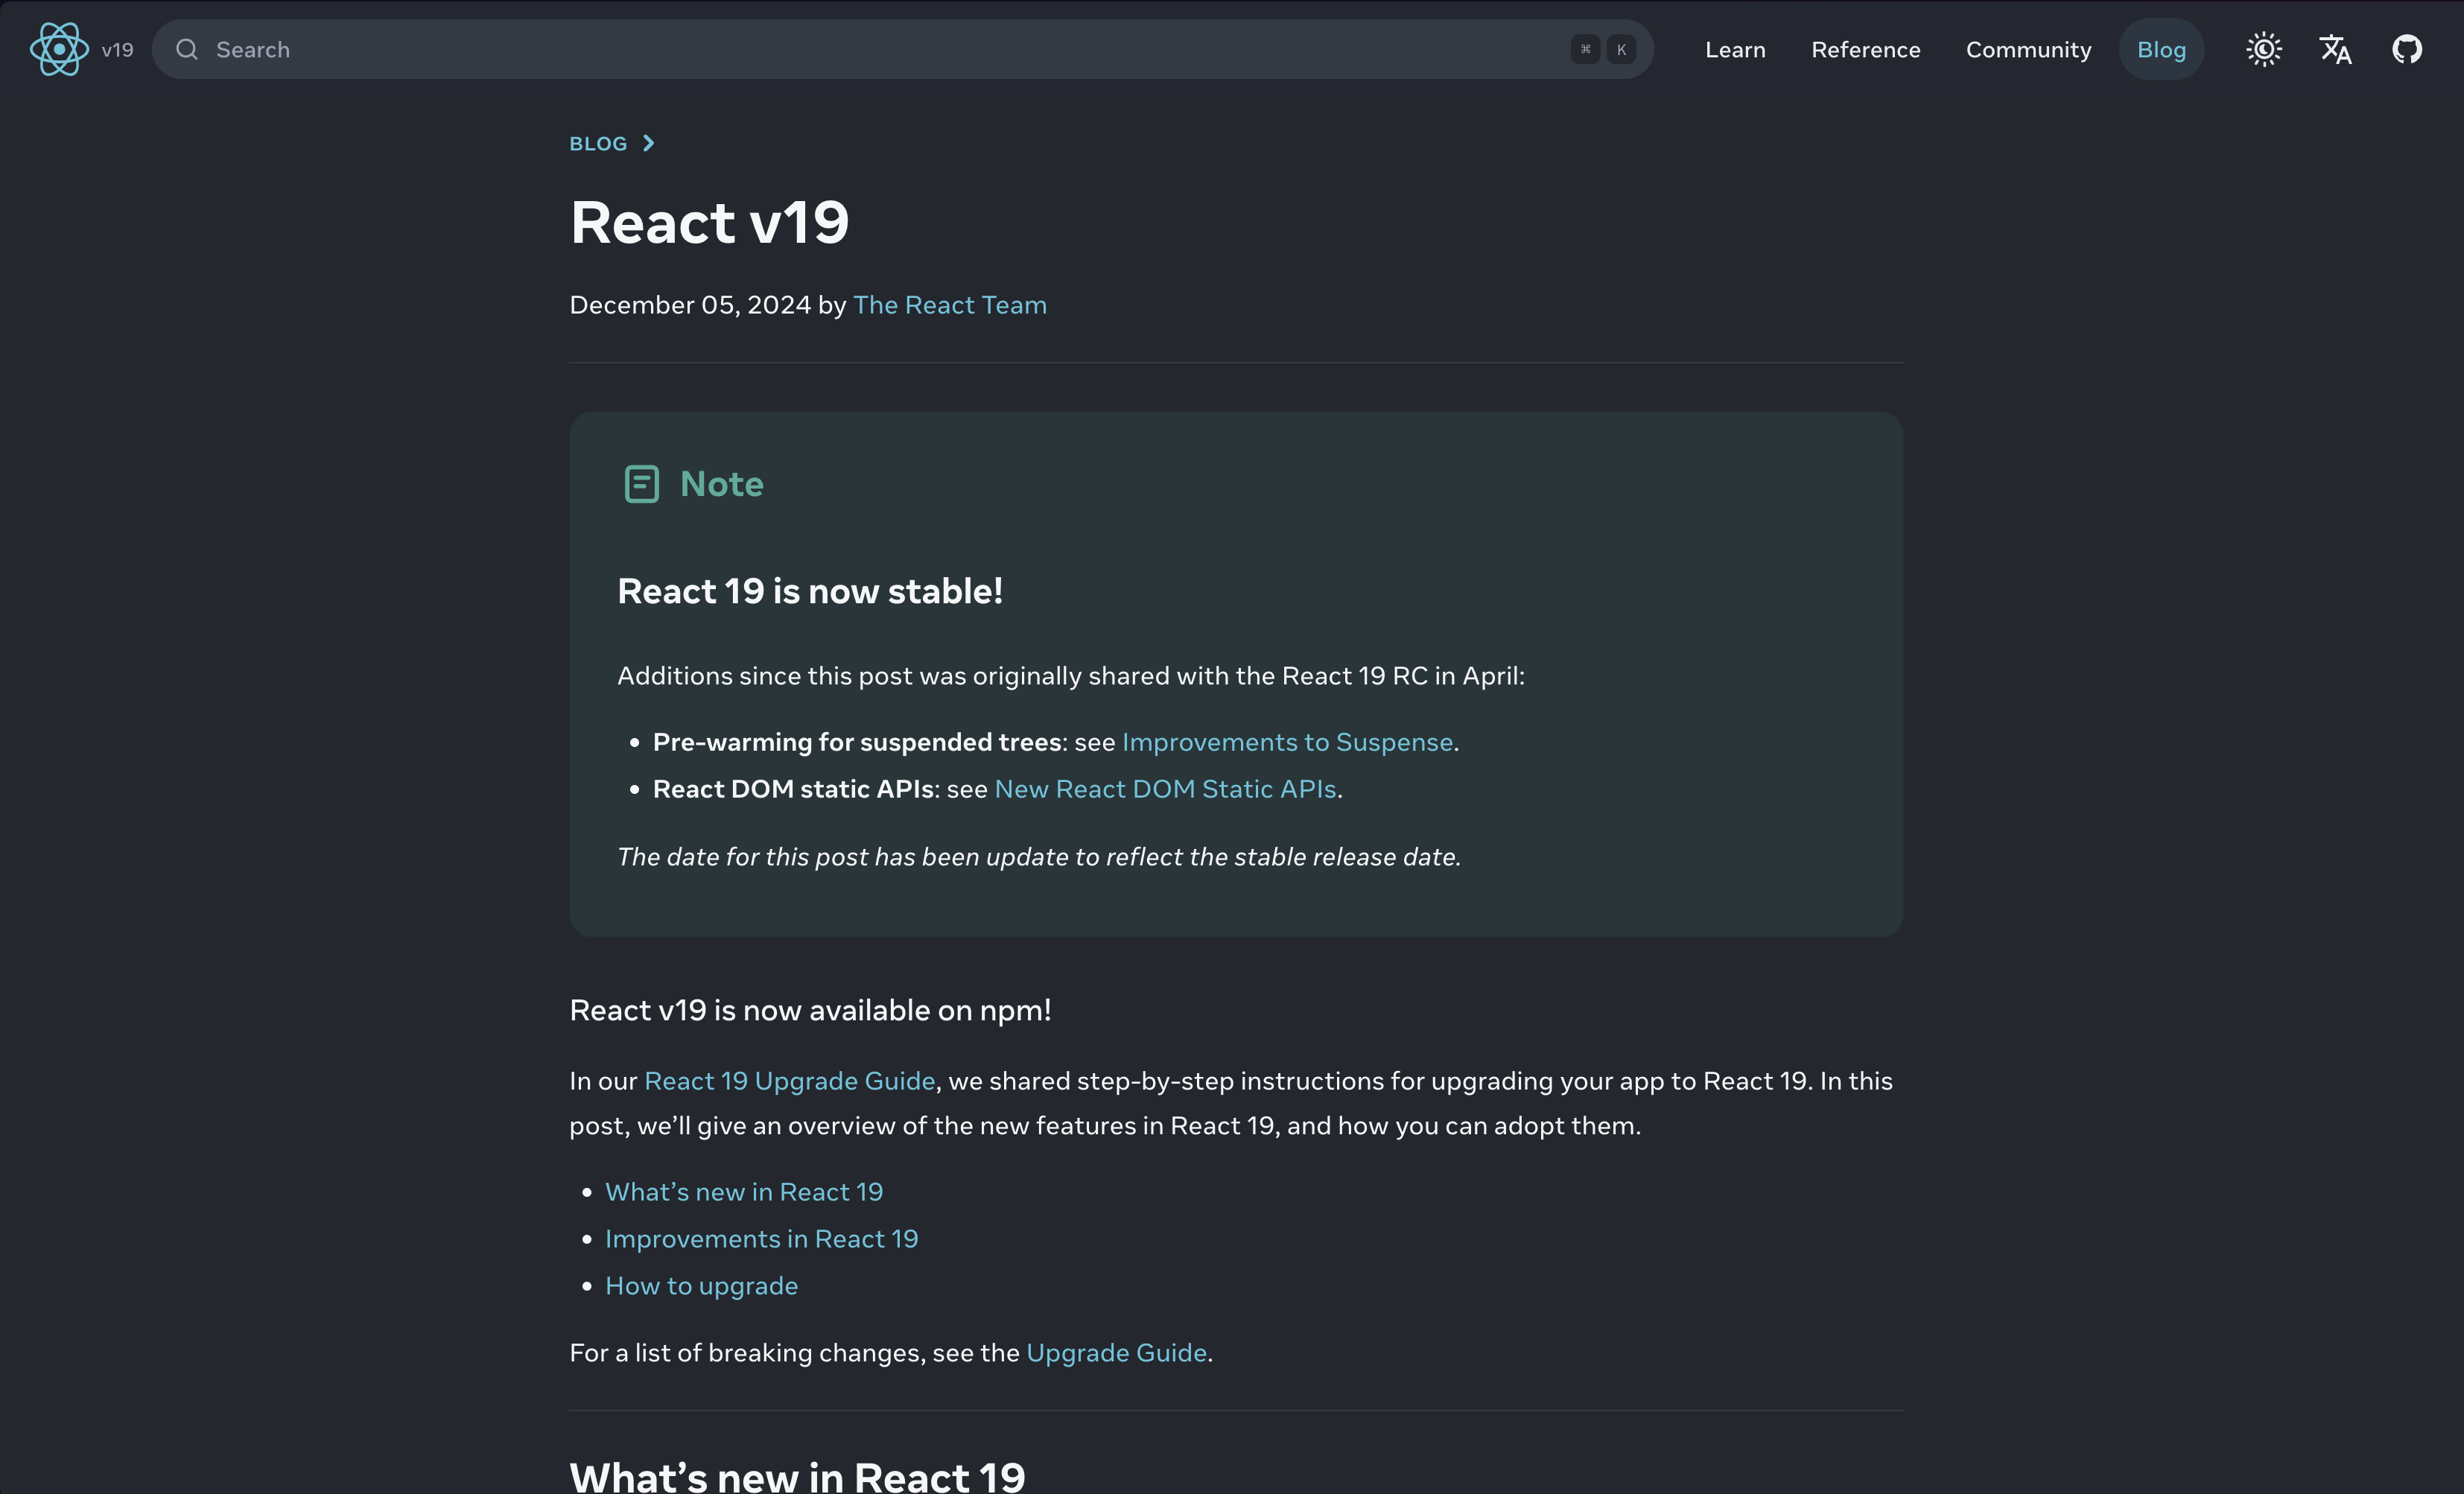 v19
Search
⌘ K
Learn
Reference
Community
Blog
BLOG
React v19
December 05, 2024 by The React Team
Note
React 19 is now stable!
Additions since this post was originally shared with the React 19 RC in April:
Pre-warming for suspended trees: see Improvements to Suspense.
React DOM static APIs: see New React DOM Static APIs.
The date for this post has been update to reflect the stable release date.
React v19 is now available on npm!
In our React 19 Upgrade Guide, we shared step-by-step instructions for upgrading your app to React 19. In this
post, we’ll give an overview of the new features in React 19, and how you can adopt them.
What’s new in React 19
Improvements in React 19
How to upgrade
For a list of breaking changes, see the Upgrade Guide.
What’s new in React 19